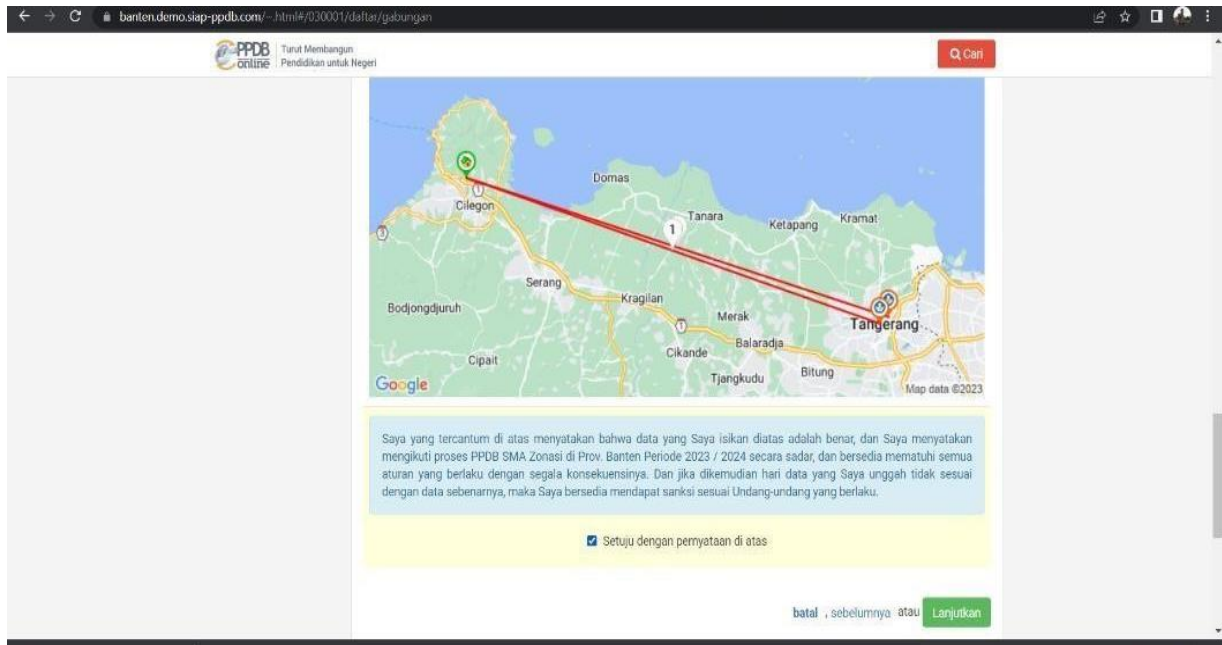 banten.demo.siap-ppdb.com/~.html#/030001/daftar/gabungan
PPDB
online
Turut Membangun
Pendidikan untuk Negeri
Cari
Domas
Cilegon
1
Tanara
Kramat
1
Ketapang
3
Serang
Kragilan
Bodjongdjuruh
Merak
Tangerang
1
Cikande
Balaradja
Cipait
Bitung
Tjangkudu
Google
Map data ©2023
Saya yang tercantum di atas menyatakan bahwa data yang Saya isikan diatas adalah benar, dan Saya menyatakan
mengikuti proses PPDB SMA Zonasi di Prov. Banten Periode 2023 / 2024 secara sadar, dan bersedia mematuhi semua
aturan yang berlaku dengan segala konsekuensinya. Dan jika dikemudian hari data yang Saya unggah tidak sesuai
dengan data sebenarnya, maka Saya bersedia mendapat sanksi sesuai Undang-undang yang berlaku.
Setuju dengan pernyataan di atas
batal , sebelumnya atau Lanjutkan